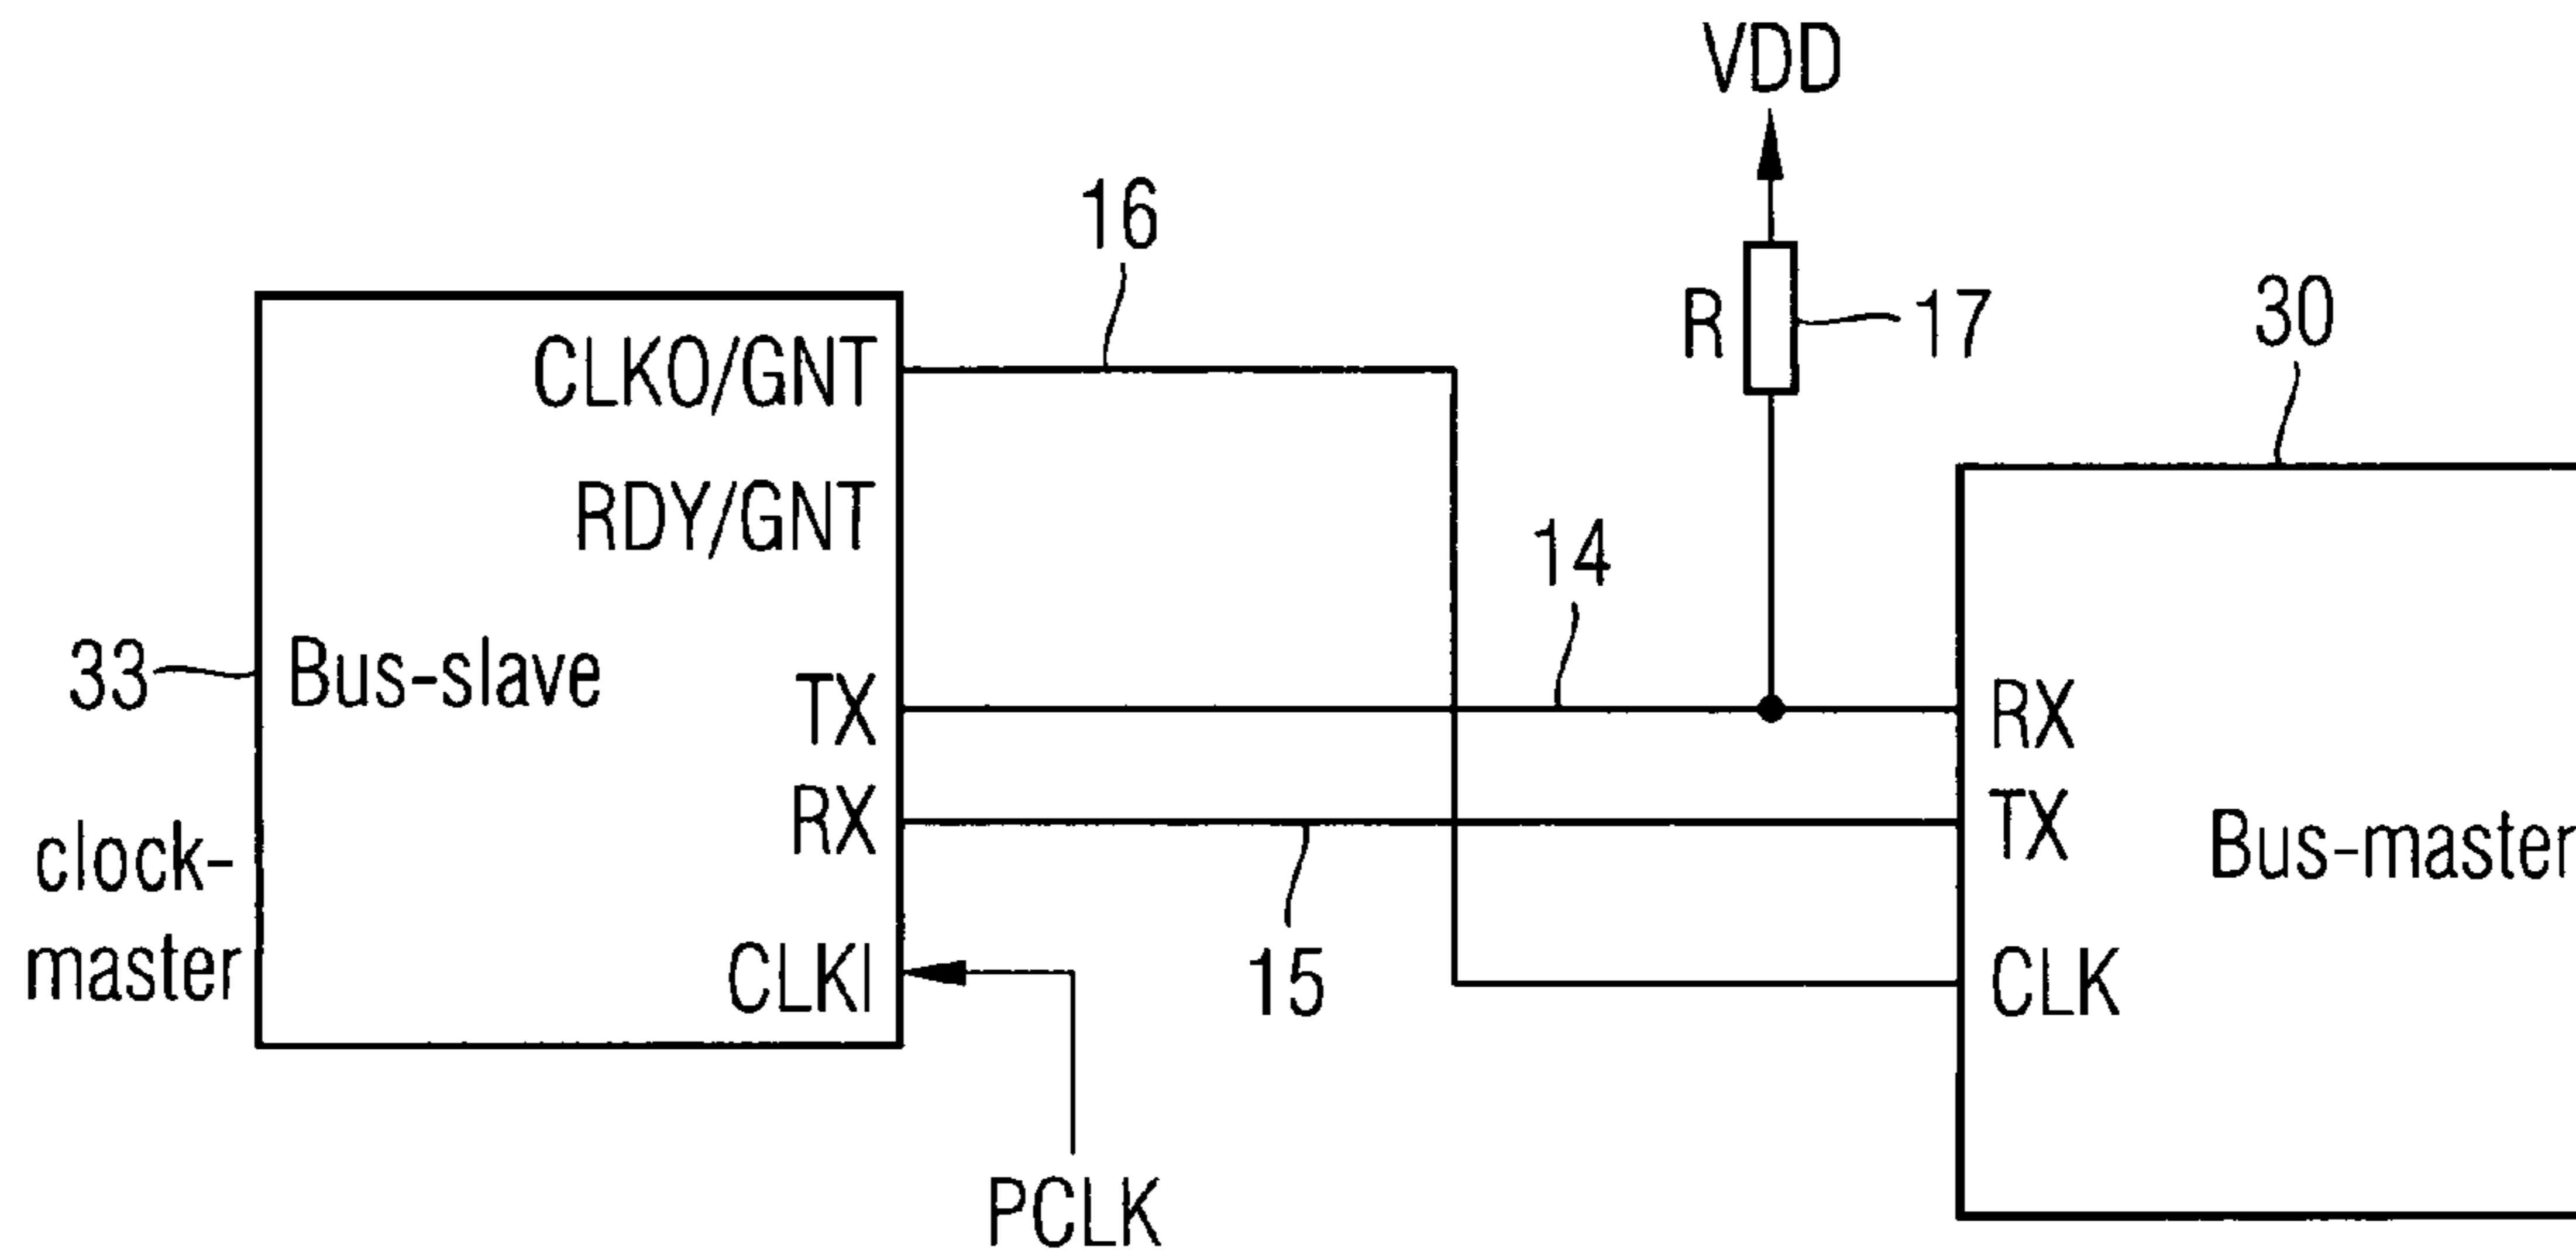 VDD
16
R
17
30
CLKO/GNT
RDY/GNT
14
33
Bus-slave
TX
RX
RX
TX
Bus-master
clock-
master
CLKI
15
CLK
PCLK